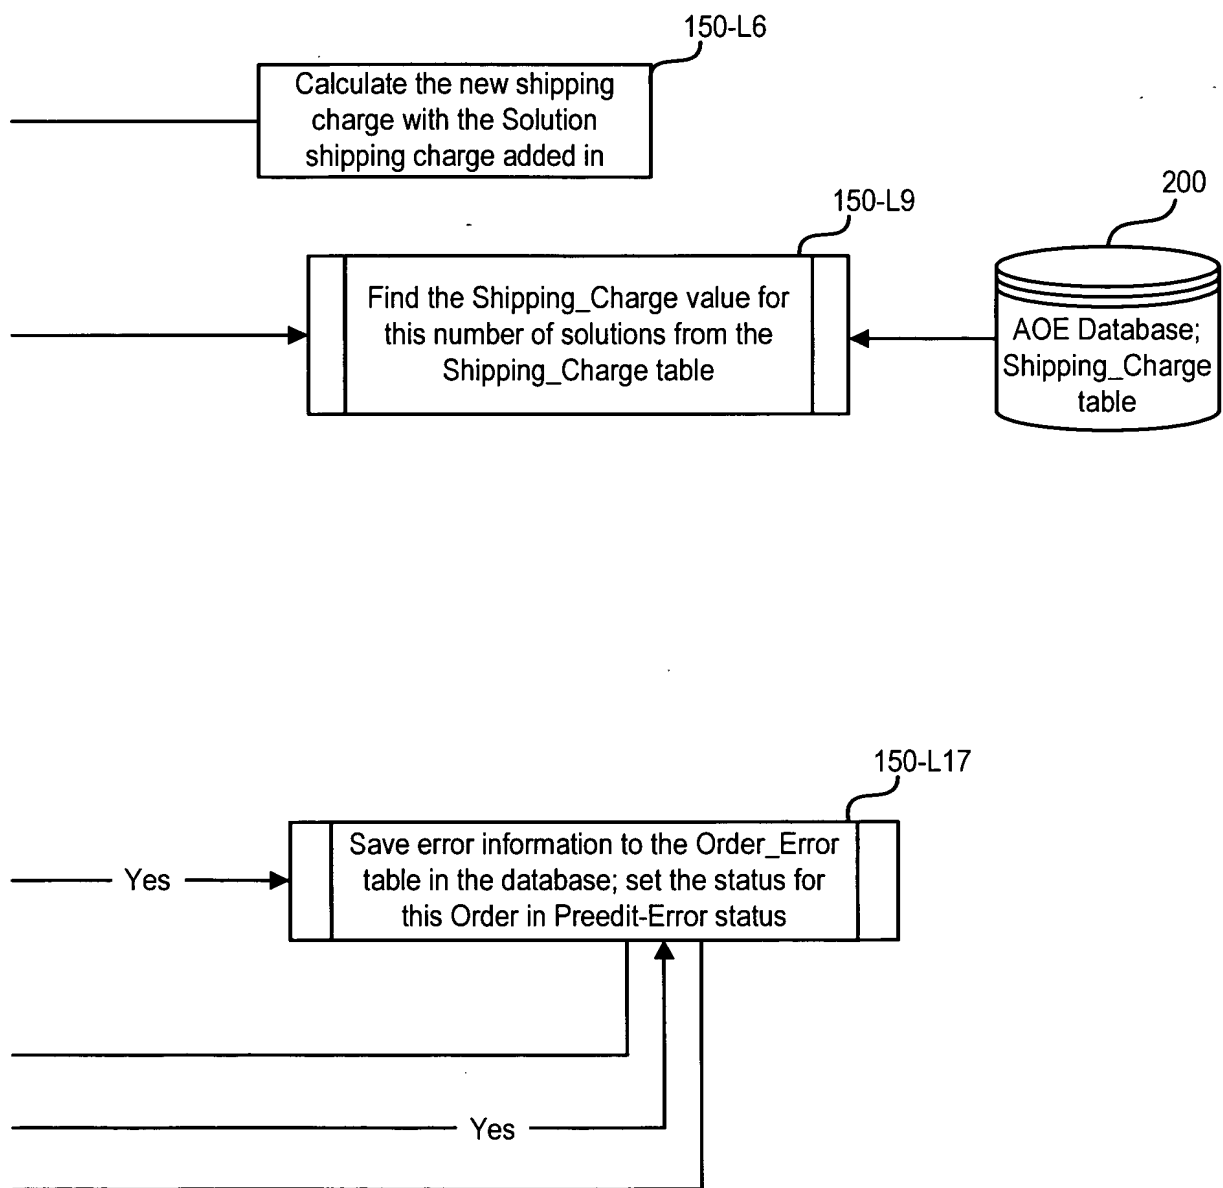 150-L6
Calculate the new shipping
charge with the Solution
shipping charge added in
150-L9
200
Find the Shipping_Charge value for
this number of solutions from the
Shipping_Charge table
AOE Database;
Shipping_Charge
table
150-L17
Save error information to the Order_Error
table in the database; set the status for
this Order in Preedit-Error status
Yes
Yes